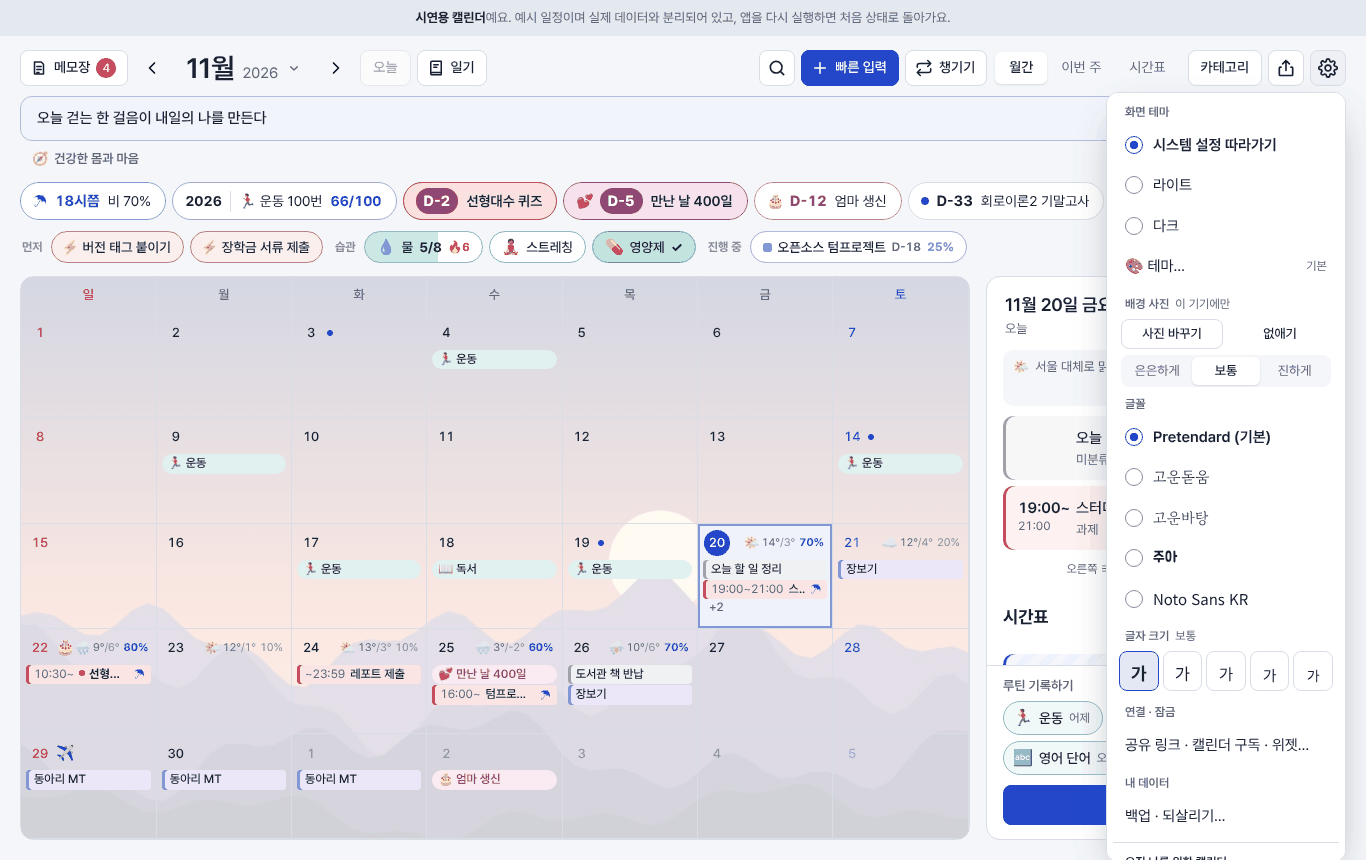 시연용 캘린더예요. 예시 일정이며 실제 데이터와 분리되어 있고, 앱을 다시 실행하면 처음 상태로 돌아가요.
메모장 4 11월 2026 오늘 일기 빠른 입력 챙기기 월간 이번 주 시간표 카테고리
오늘 걷는 한 걸음이 내일의 나를 만든다
건강한 몸과 마음
18시쯤 비 70% 2026 운동 100번 66/100 D-2 선형대수 퀴즈 D-5 만난 날 400일 D-12 엄마 생신 D-33 회로이론2 기말고사
먼저 버전 태그 붙이기 장학금 서류 제출 습관 물 5/8 6 스트레칭 영양제 진행 중 오픈소스 텀프로젝트 D-18 25%
일 월 화 수 목 금 토
1 2 3 4 5 6 7
운동
8 9 10 11 12 13 14
운동 운동
15 16 17 18 19 20 14°/3° 70% 21 12°/4° 20%
운동 독서 운동 오늘 할 일 정리 장보기
19:00~21:00 스..
+2
22 9°/6° 80% 23 12°/1° 10% 24 13°/3° 10% 25 3°/-2° 60% 26 10°/6° 70% 27 28
10:30~ 선형... ~23:59 레포트 제출 만난 날 400일 도서관 책 반납
16:00~ 텀프로... 장보기
29 30 1 2 3 4 5
동아리 MT 동아리 MT 동아리 MT 엄마 생신
11월 20일 금요
오늘
서울 대체로
오늘
미분류
19:00~ 스터디
21:00 과제
오른쪽
시간표
루틴 기록하기
운동 어제
abc 영어 단어
화면 테마
시스템 설정 따라가기
라이트
다크
테마... 기본
배경 사진 이 기기에만
사진 바꾸기 없애기
은은하게 보통 진하게
글꼴
Pretendard (기본)
고운돋움
고운바탕
주아
Noto Sans KR
글자 크기 보통
가 가 가 가 가
연결 · 잠금
공유 링크 · 캘린더 구독 · 위젯...
내 데이터
백업 · 되살리기...